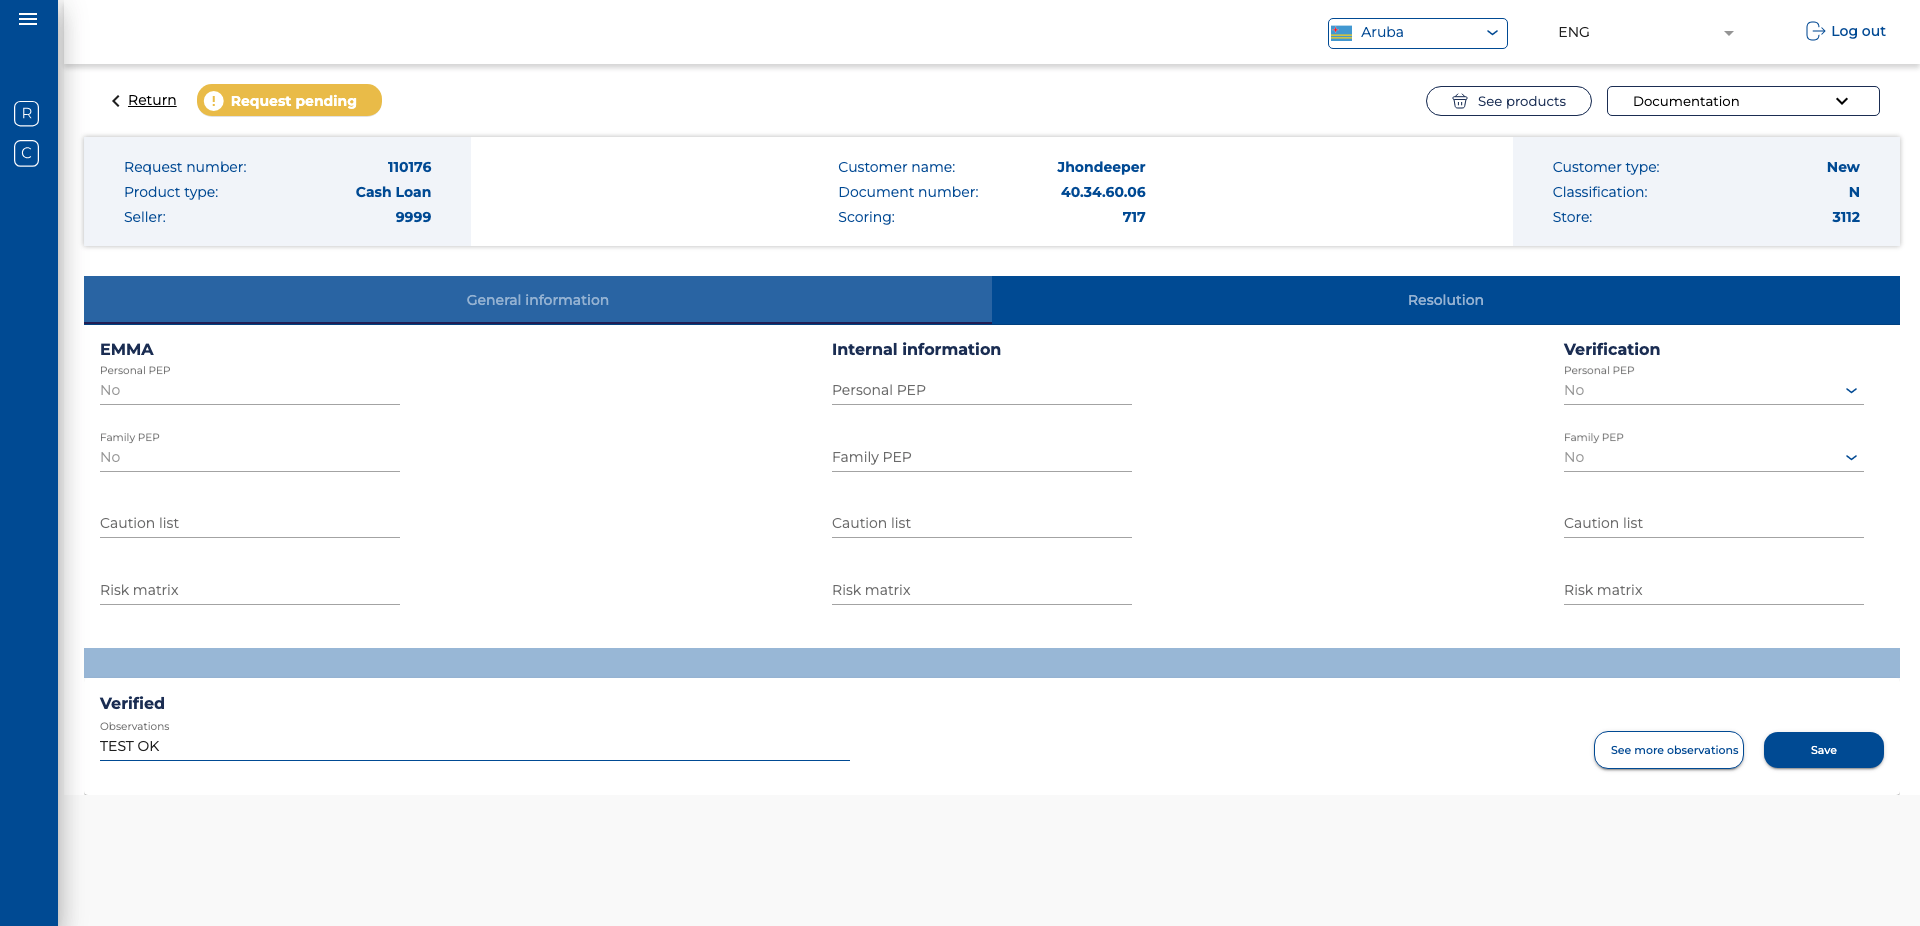 Aruba
ENG
Log out
R
C
Return
Request pending
See products
Documentation
Request number: 110176
Product type: Cash Loan
Seller: 9999
Customer name: Jhondeeper
Document number: 40.34.60.06
Scoring: 717
Customer type: New
Classification: N
Store: 3112
General information
Resolution
EMMA
Personal PEP
No
Family PEP
No
Caution list
Risk matrix
Internal information
Personal PEP
Family PEP
Caution list
Risk matrix
Verification
Personal PEP
No
Family PEP
No
Caution list
Risk matrix
Verified
Observations
TEST OK
See more observations
Save